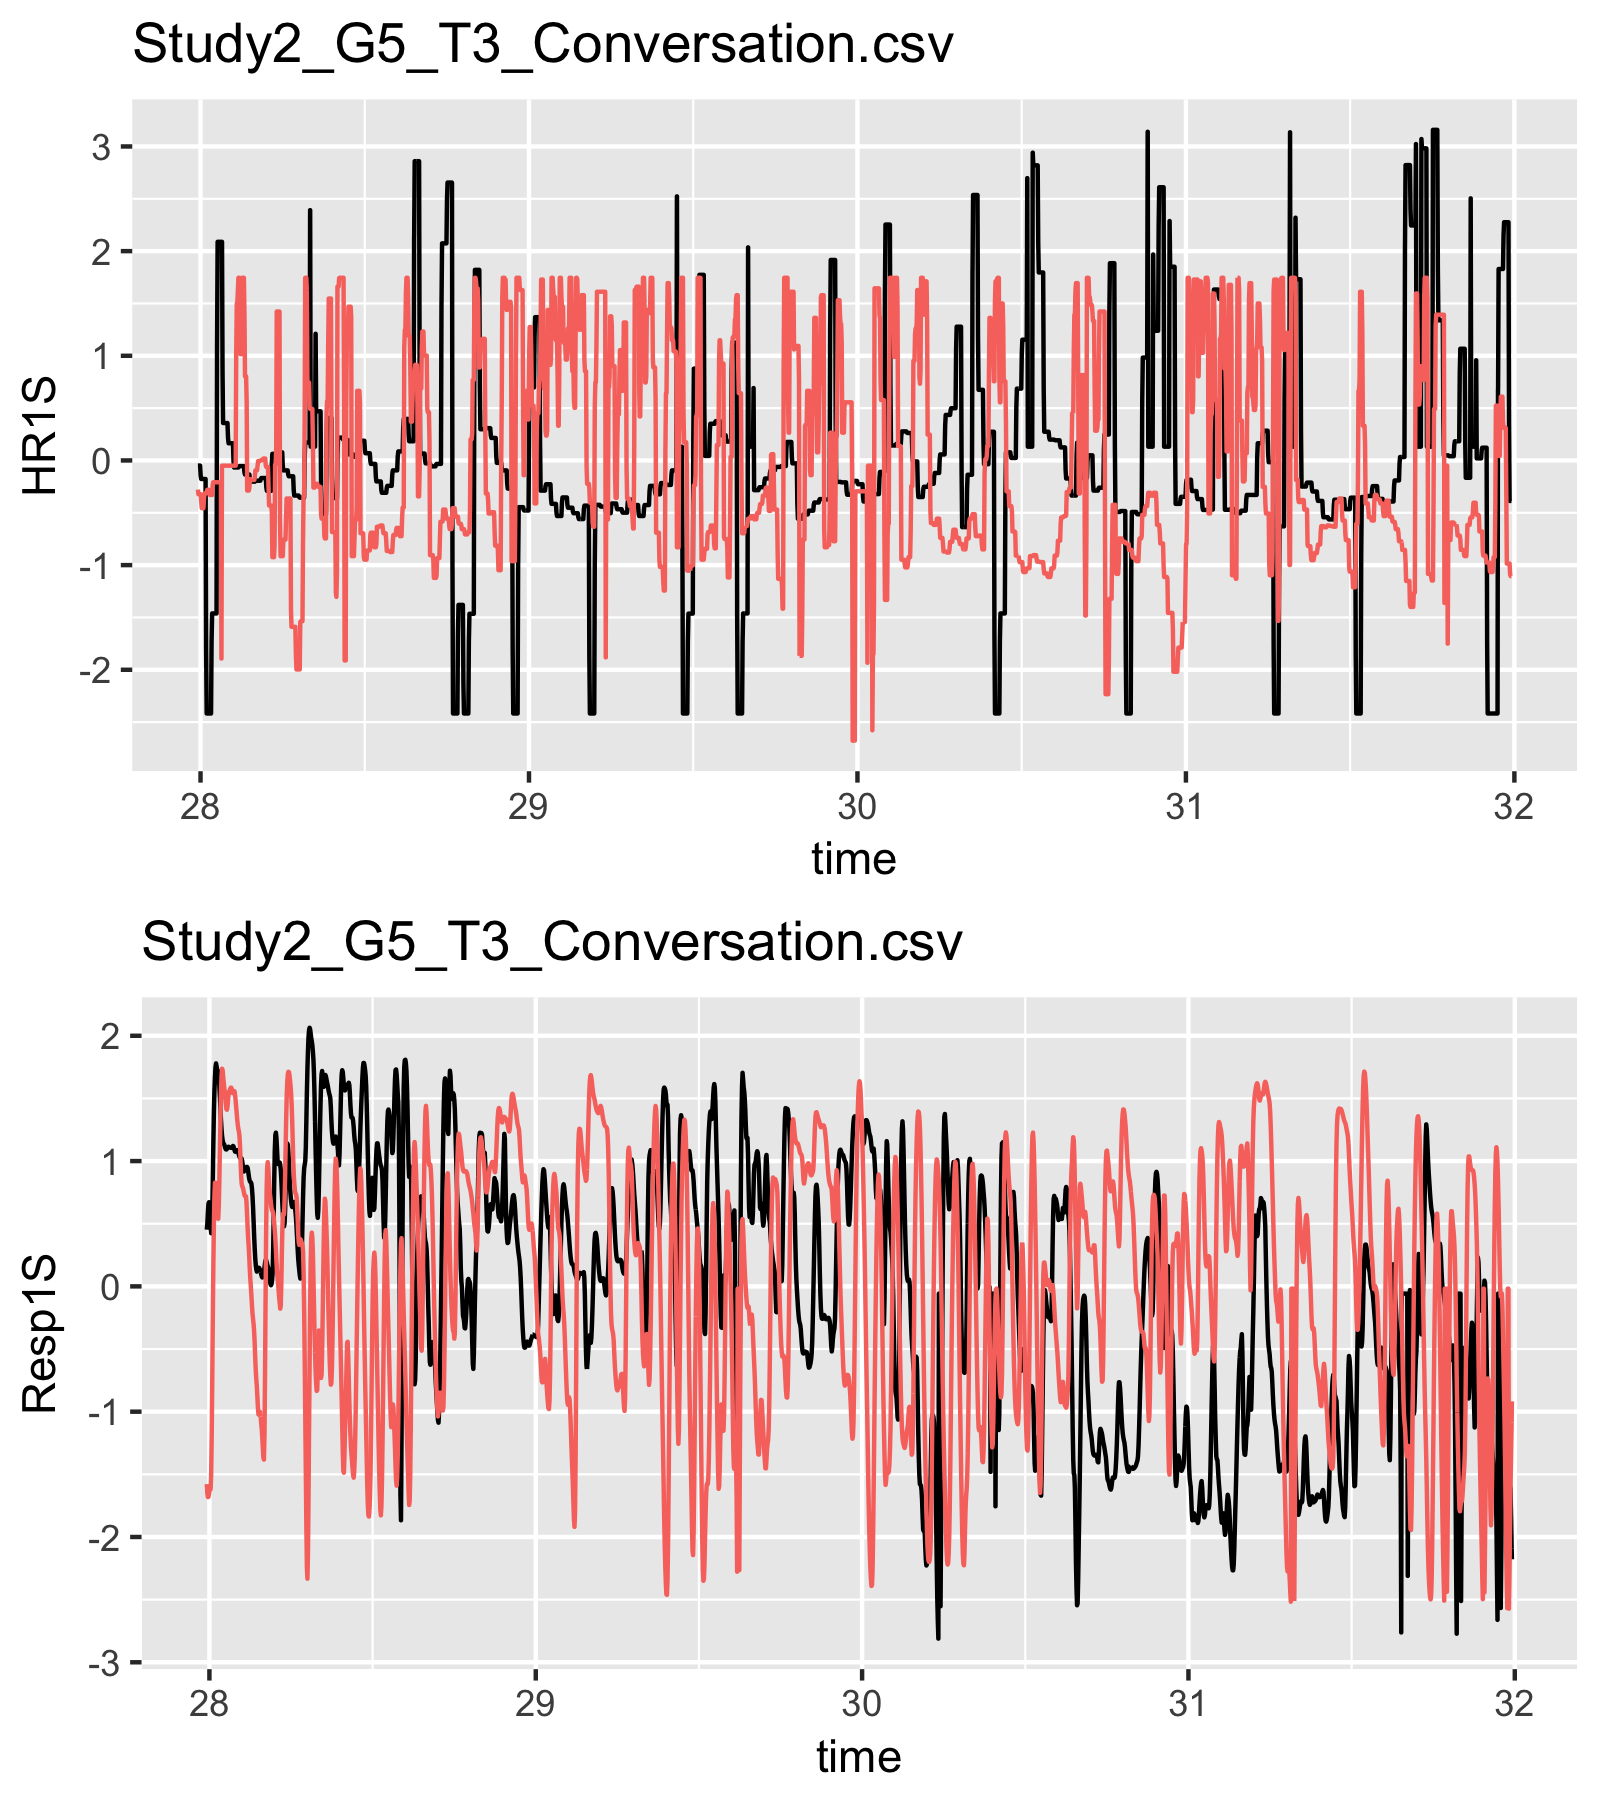 Study2_G5_T3_Conversation.csv
3
2
1
0
-1
-2
HR1S
28 29 30 31 32
time
Study2_G5_T3_Conversation.csv
2
1
0
-1
-2
-3
Resp1S
28 29 30 31 32
time